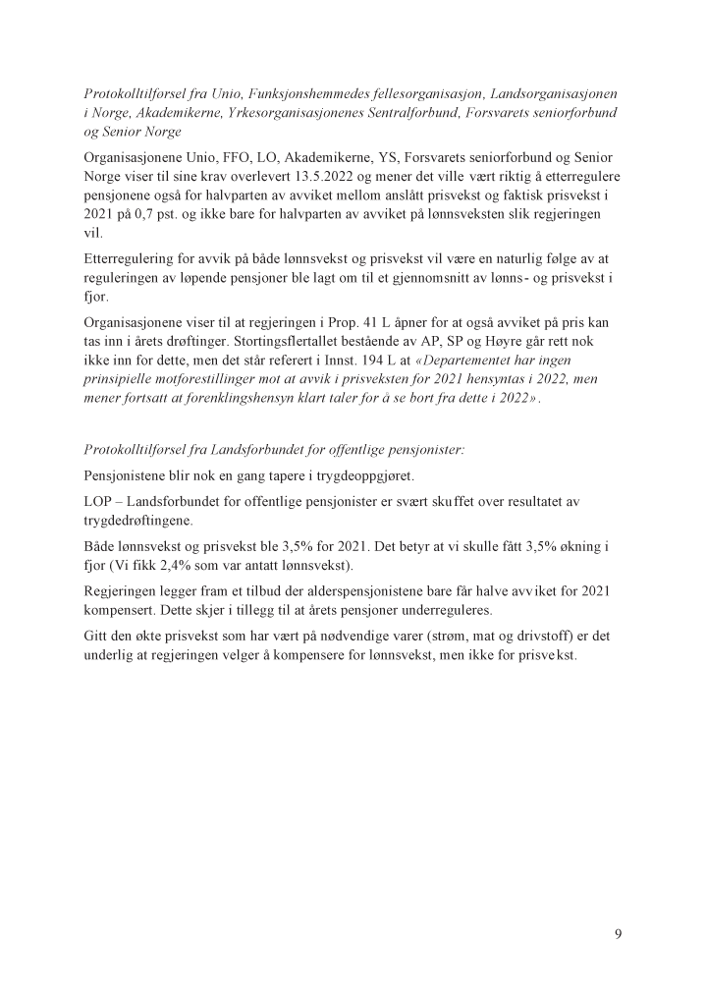 Protokolltilførsel fra Unio, Funksjonshemmedes fellesorganisasjon, Landsorganisasjonen
i Norge, Akademikerne, Yrkesorganisasjonenes Sentralforbund, Forsvarets seniorforbund
og Senior Norge
Organisasjonene Unio, FFO, LO, Akademikerne, YS, Forsvarets seniorforbund og Senior
Norge viser til sine krav overlevert 13.5.2022 og mener det ville vært riktig å etterregulere
pensjonene også for halvparten av avviket mellom anslått prisvekst og faktisk prisvekst i
2021 på 0,7 pst. og ikke bare for halvparten av avviket på lønnsveksten slik regjeringen
vil.
Etterregulering for avvik på både lønnsvekst og prisvekst vil være en naturlig følge av at
reguleringen av løpende pensjoner ble lagt om til et gjennomsnitt av lønns- og prisvekst i
fjor.
Organisasjonene viser til at regjeringen i Prop. 41 L åpner for at også avviket på pris kan
tas inn i årets drøftinger. Stortingsflertallet bestående av AP, SP og Høyre går rett nok
ikke inn for dette, men det står referert i Innst. 194 L at «Departementet har ingen
prinsipielle motforestillinger mot at avvik i prisveksten for 2021 hensyntas i 2022, men
mener fortsatt at forenklingshensyn klart taler for å se bort fra dette i 2022».
Protokolltilførsel fra Landsforbundet for offentlige pensjonister:
Pensjonistene blir nok en gang tapere i trygdeoppgjøret.
LOP – Landsforbundet for offentlige pensjonister er svært skuffet over resultatet av
trygdedrøftingene.
Både lønnsvekst og prisvekst ble 3,5% for 2021. Det betyr at vi skulle fått 3,5% økning i
fjor (Vi fikk 2,4% som var antatt lønnsvekst).
Regjeringen legger fram et tilbud der alderspensjonistene bare får halve avviket for 2021
kompensert. Dette skjer i tillegg til at årets pensjoner underreguleres.
Gitt den økte prisvekst som har vært på nødvendige varer (strøm, mat og drivstoff) er det
underlig at regjeringen velger å kompensere for lønnsvekst, men ikke for prisvekst.
9